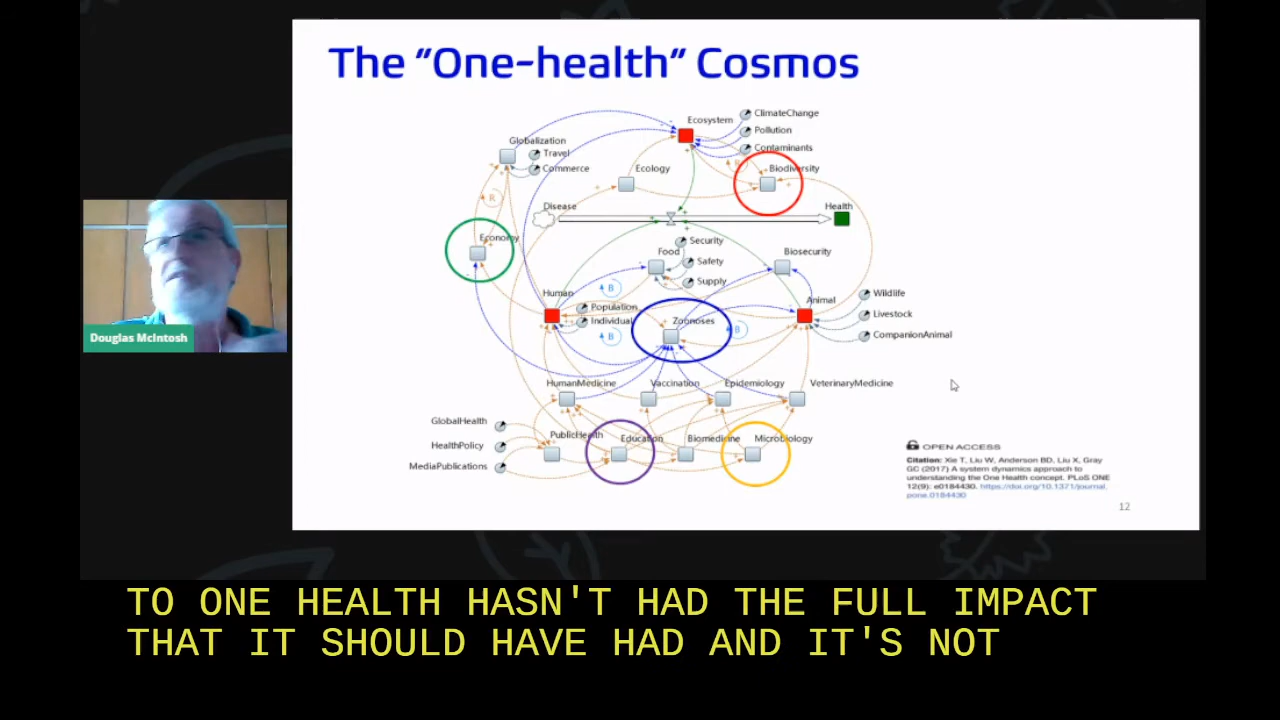 The "One-health" Cosmos
Ecosystem
ClimateChange
Pollution
Contaminants
Globalization
Travel
Commerce
Ecology
R
Biodiversity
R
Disease
Health
Economy
Security
Food
Safety
Biosecurity
Supply
B
Human
Population
Individual
Zoonoses
Animal
Wildlife
Livestock
CompanionAnimal
B
B
HumanMedicine
Vaccination
Epidemiology
VeterinaryMedicine
GlobalHealth
HealthPolicy
MediaPublications
PublicHealth
Education
Biomedicine
Microbiology
OPEN ACCESS
Citation: Xie T, Liu W, Anderson BD, Liu X, Gray
GC (2017) A system dynamics approach to
understanding the One Health concept. PLoS ONE
12(9): e0184430. https://doi.org/10.1371/journal.
pone.0184430
12
Douglas McIntosh
TO ONE HEALTH HASN'T HAD THE FULL IMPACT
THAT IT SHOULD HAVE HAD AND IT'S NOT